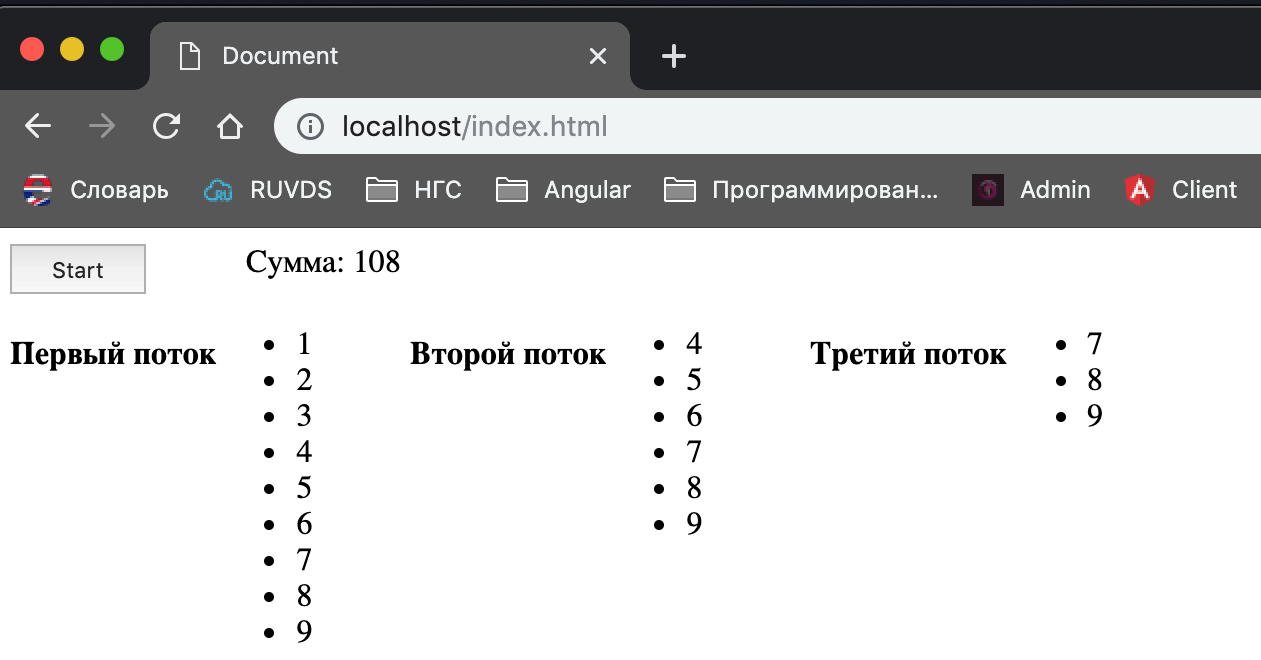 Document
localhost/index.html
Словарь RUVDS НГС Angular Программирован... Admin Client
Start Сумма: 108
Первый поток
• 1
• 2
• 3
• 4
• 5
• 6
• 7
• 8
• 9
Второй поток
• 4
• 5
• 6
• 7
• 8
• 9
Третий поток
• 7
• 8
• 9